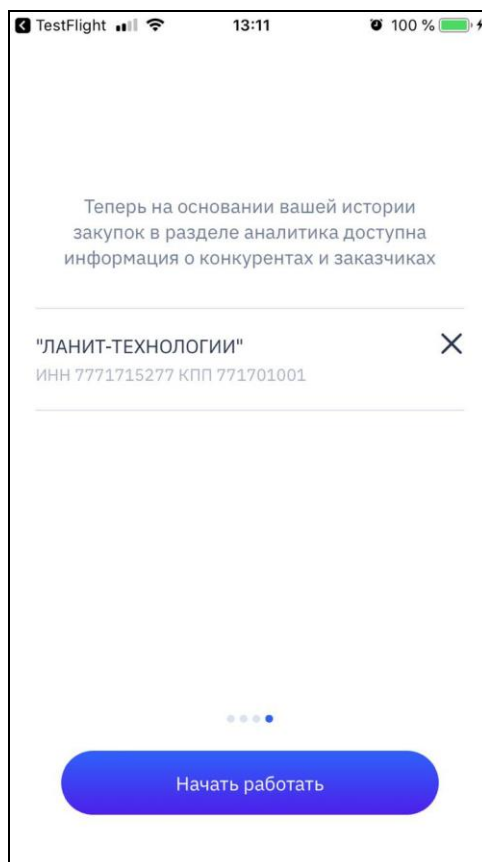 TestFlight 13:11 100 %
Теперь на основании вашей истории
закупок в разделе аналитика доступна
информация о конкурентах и заказчиках
"ЛАНИТ-ТЕХНОЛОГИИ"
ИНН 7771715277 КПП 771701001
Начать работать